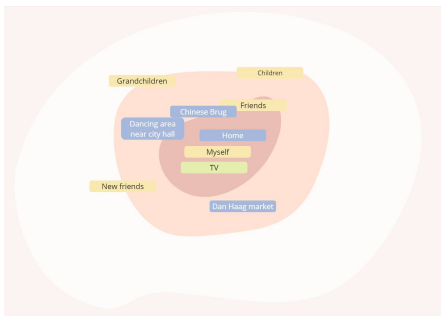 Children
Grandchildren
Friends
Chinese Brug
Dancing area
near city hall
Home
Myself
TV
New friends
Dan Haag market